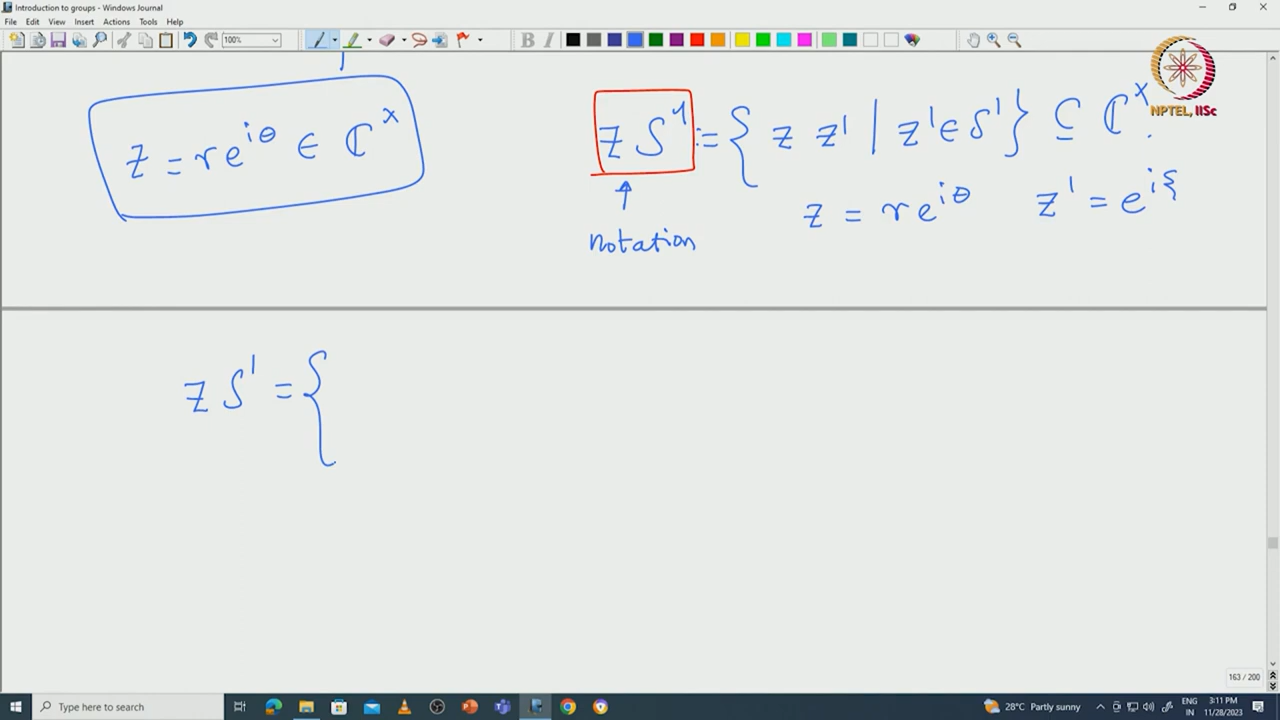 Introduction to groups - Windows Journal
File Edit View Insert Actions Tools Help
100%
B I
NPTEL, IISc
z = re^{iθ} ∈ ℂ^×
z S^1 := { z z' | z' ∈ S^1 } ⊆ ℂ^×.
↑
notation
z = re^{iθ} z' = e^{iξ}
z S^1 = {
163 / 200
Type here to search
28°C Partly sunny
ENG
IN
3:11 PM
11/28/2023